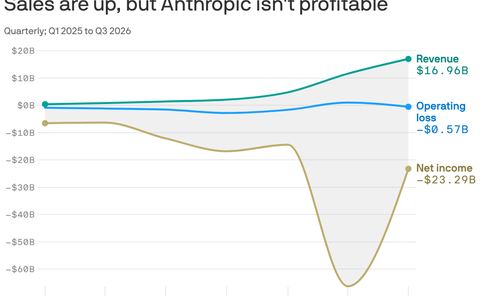 Sales are up, but Anthropic isn't profitable
Quarterly; Q1 2025 to Q3 2026
$20B
$10B
$0B
−$10B
−$20B
−$30B
−$40B
−$50B
−$60B
Revenue
$16.96B
Operating
loss
−$0.57B
Net income
−$23.29B